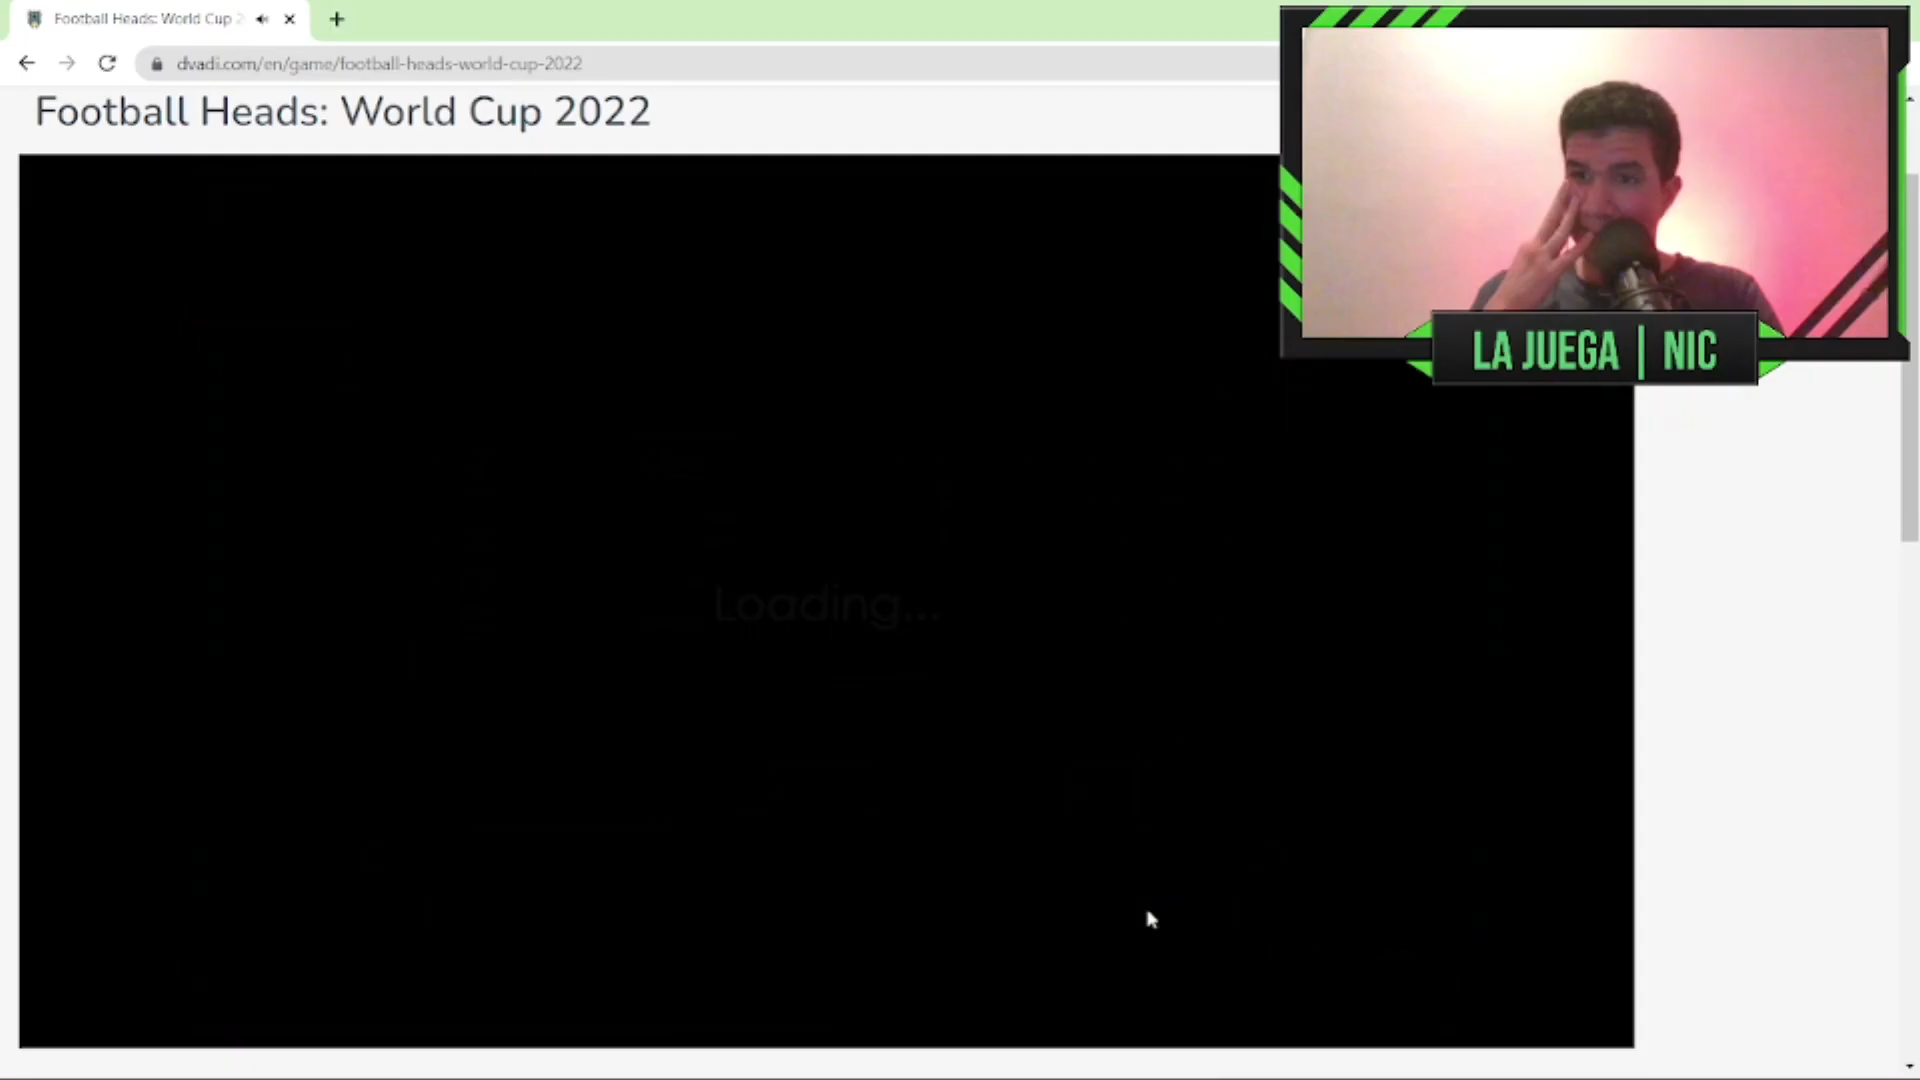 Football Heads: World Cup 2
dvadi.com/en/game/football-heads-world-cup-2022
Football Heads: World Cup 2022
LA JUEGA | NIC
Loading...